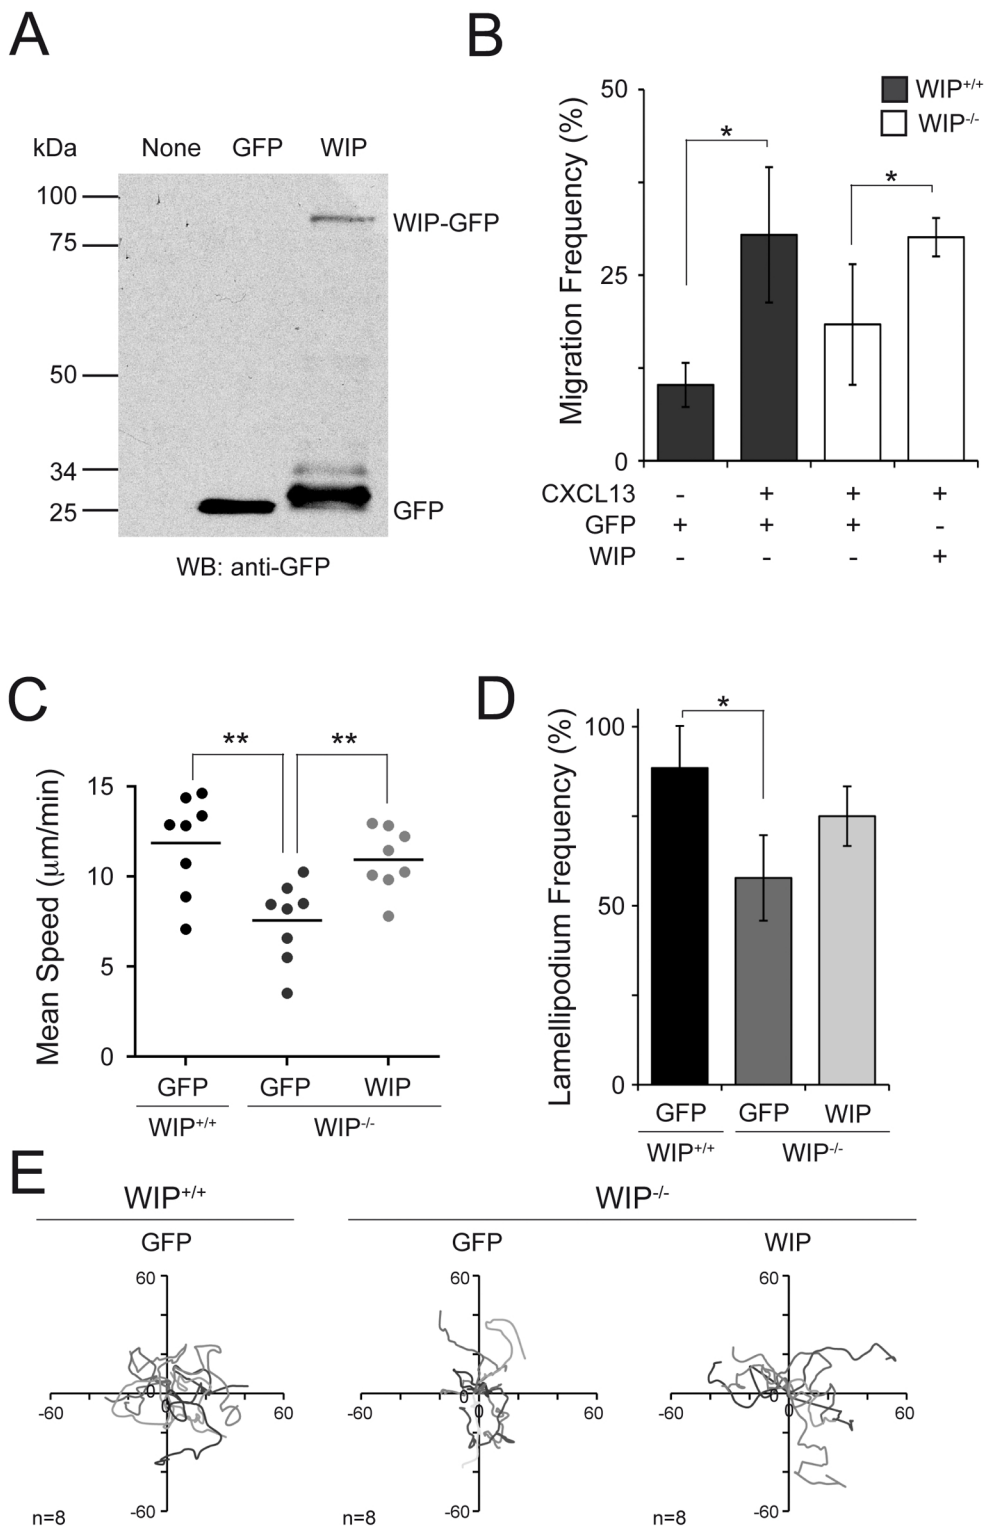 A
kDa
None GFP WIP
100
75
50
34
25
WIP-GFP
GFP
WB: anti-GFP
B
Migration Frequency (%)
50
25
0
WIP+/+
WIP-/-
*
*
CXCL13 - + + +
GFP + + + -
WIP - - - +
C
Mean Speed (µm/min)
15
10
5
0
** **
GFP GFP WIP
WIP+/+ WIP-/-
D
Lamellipodium Frequency (%)
100
50
0
*
GFP GFP WIP
WIP+/+ WIP-/-
E
WIP+/+ WIP-/-
GFP GFP WIP
60 60
-60 0 60 -60 0 60 -60 0 60
0 0 0
-60 -60 -60
60
n=8 n=8 n=8